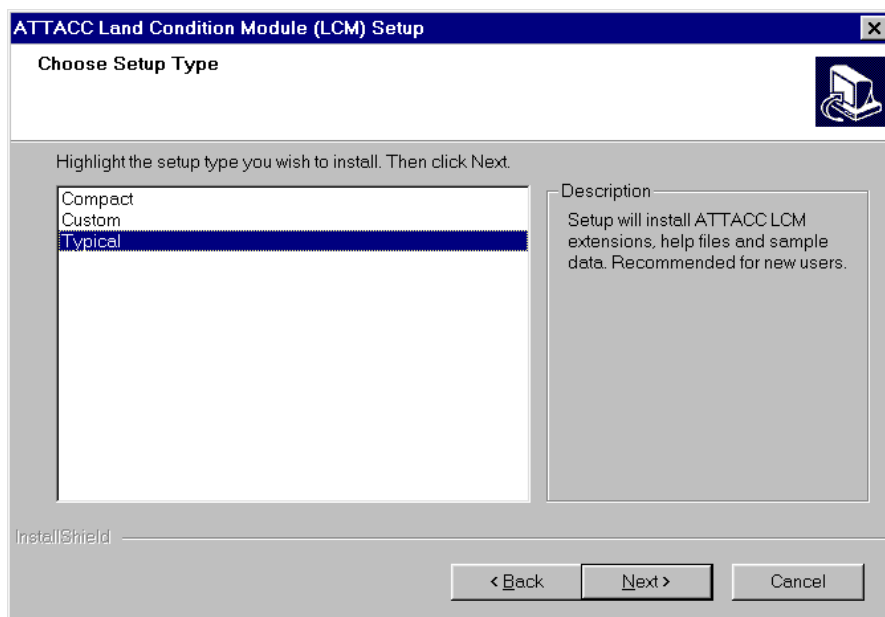 ATTACC Land Condition Module (LCM) Setup
Choose Setup Type
Highlight the setup type you wish to install. Then click Next.
Compact
Custom
Typical
Description
Setup will install ATTACC LCM
extensions, help files and sample
data. Recommended for new users.
InstallShield
< Back
Next >
Cancel